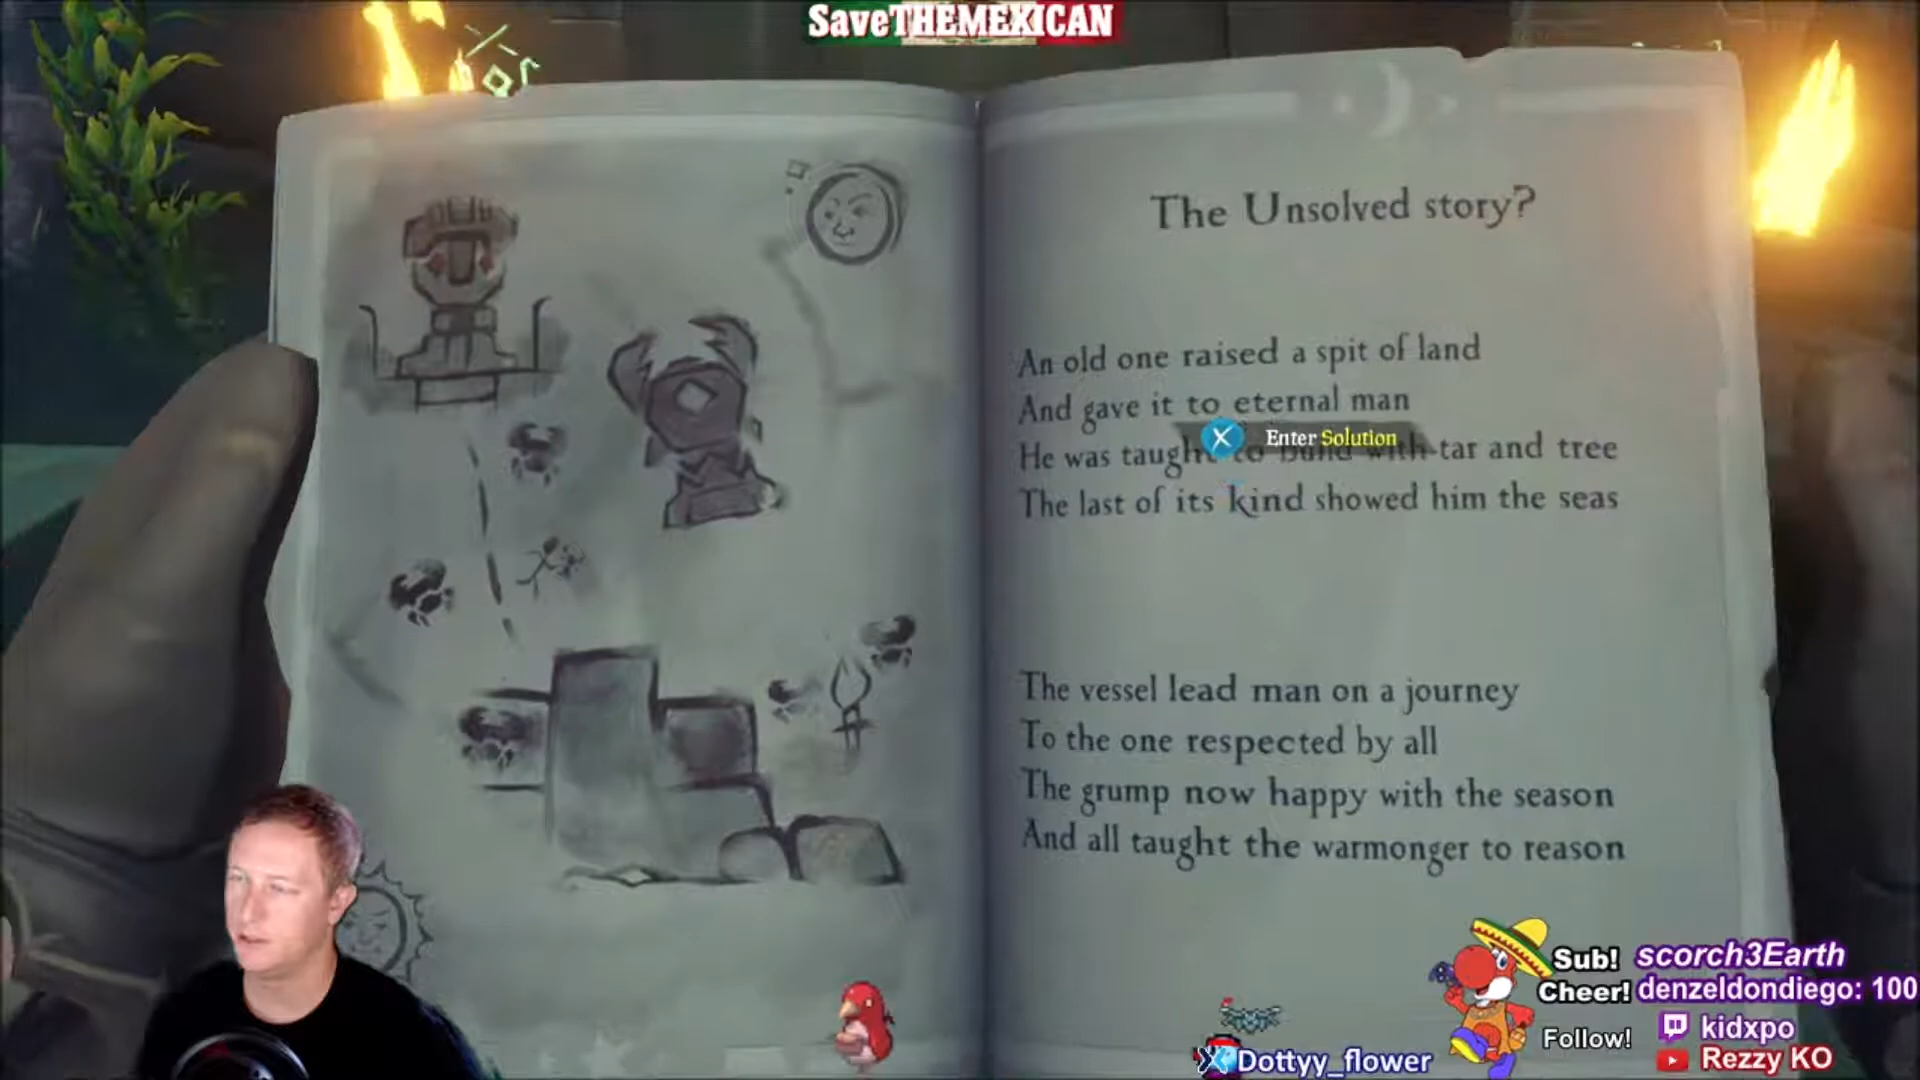 SaveTHEMEXICAN
The Unsolved story?
An old one raised a spit of land
And gave it to eternal man
Enter Solution
He was taught to build with tar and tree
The last of its kind showed him the seas
The vessel lead man on a journey
To the one respected by all
The grump now happy with the season
And all taught the warmonger to reason
Sub! scorch3Earth
Cheer! denzeldondiego: 100
Follow! kidxpo
Rezzy KO
Dottyy_flower